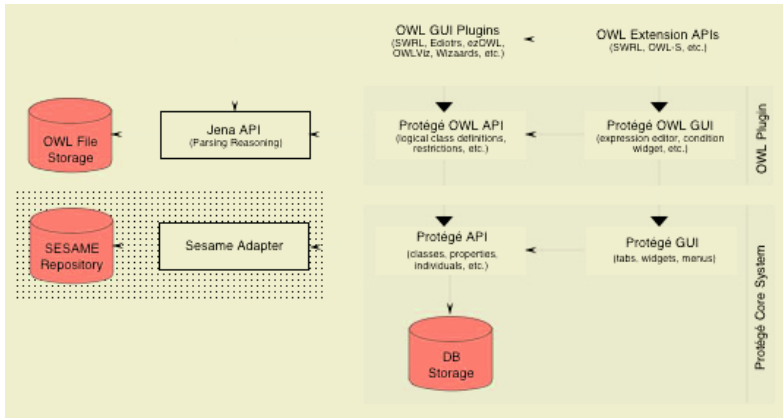 OWL GUI Plugins
(SWRL, Ediotrs, ezOWL,
OWLViz, Wizaards, etc.)
OWL Extension APIs
(SWRL, OWL-S, etc.)
OWL File
Storage
Jena API
(Parsing Reasoning)
Protégé OWL API
(logical class definitions,
restrictions, etc.)
Protégé OWL GUI
(expression editor, condition
widget, etc.)
OWL Plugin
SESAME
Repository
Sesame Adapter
Protégé API
(classes, properties,
individuals, etc.)
Protégé GUI
(tabs, widgets, menus)
DB
Storage
Protégé Core System